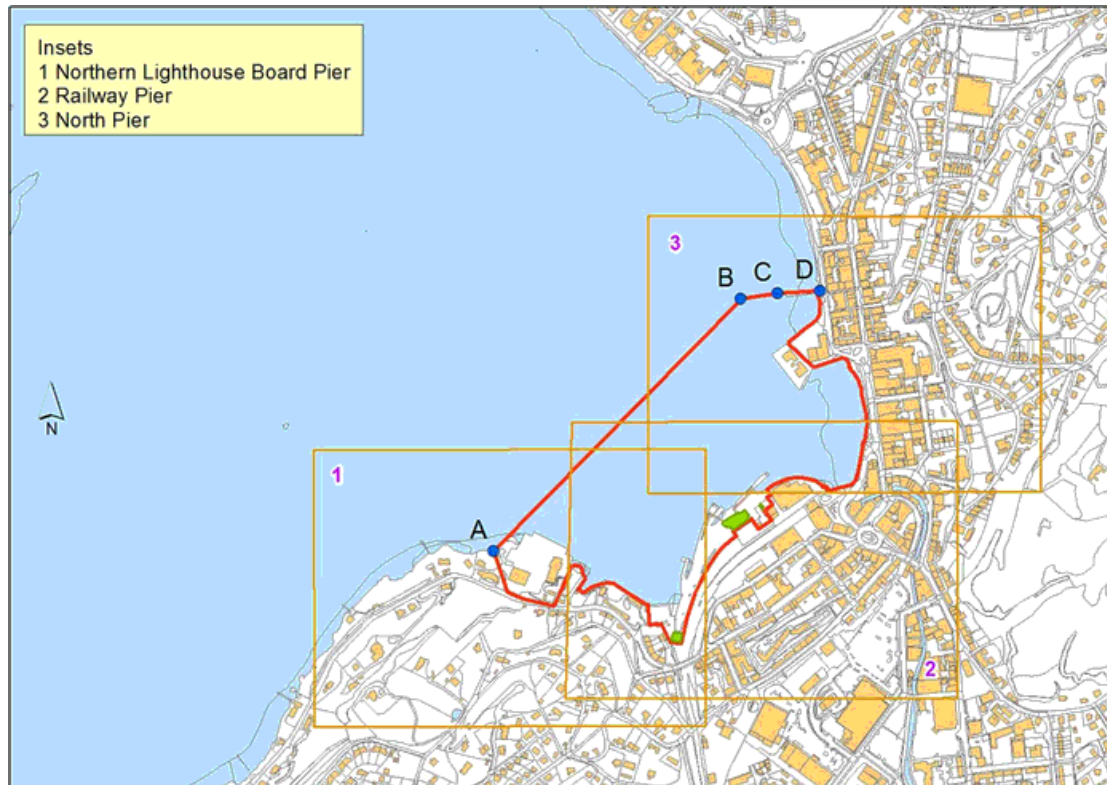 Insets
1 Northern Lighthouse Board Pier
2 Railway Pier
3 North Pier
3
B C D
N
1
A
2